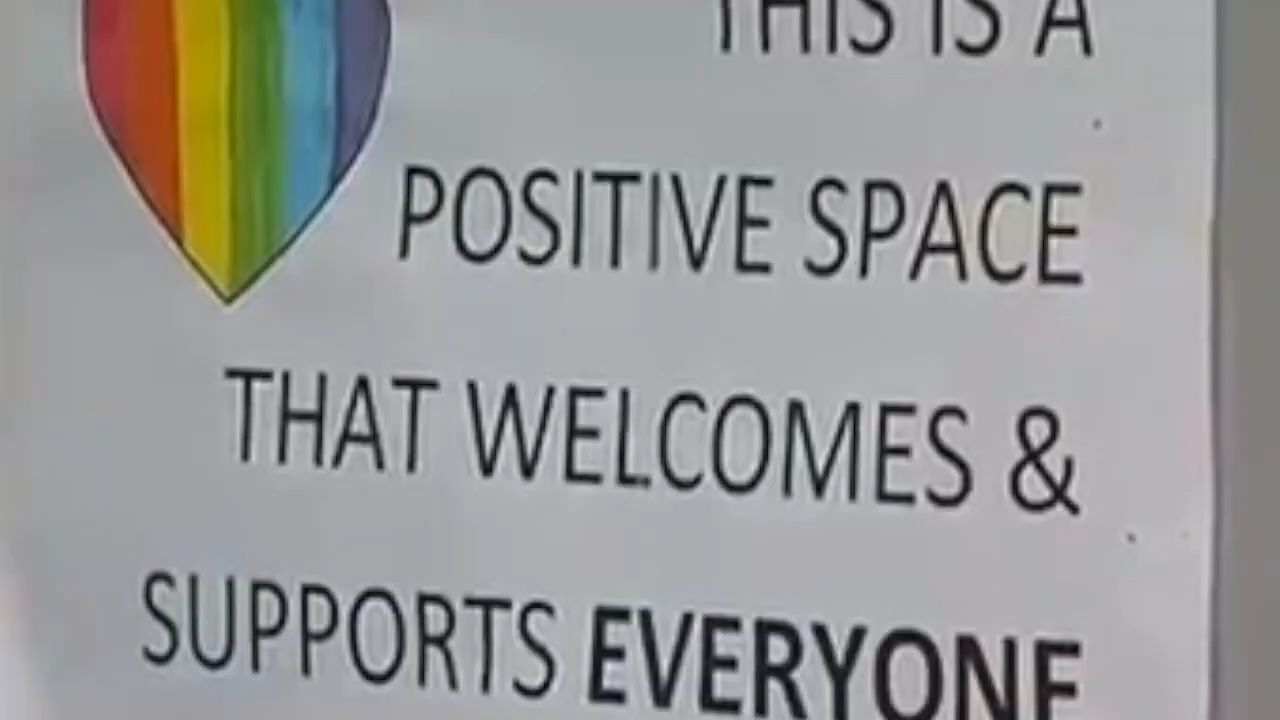 THIS IS A
POSITIVE SPACE
THAT WELCOMES &
SUPPORTS EVERYONE